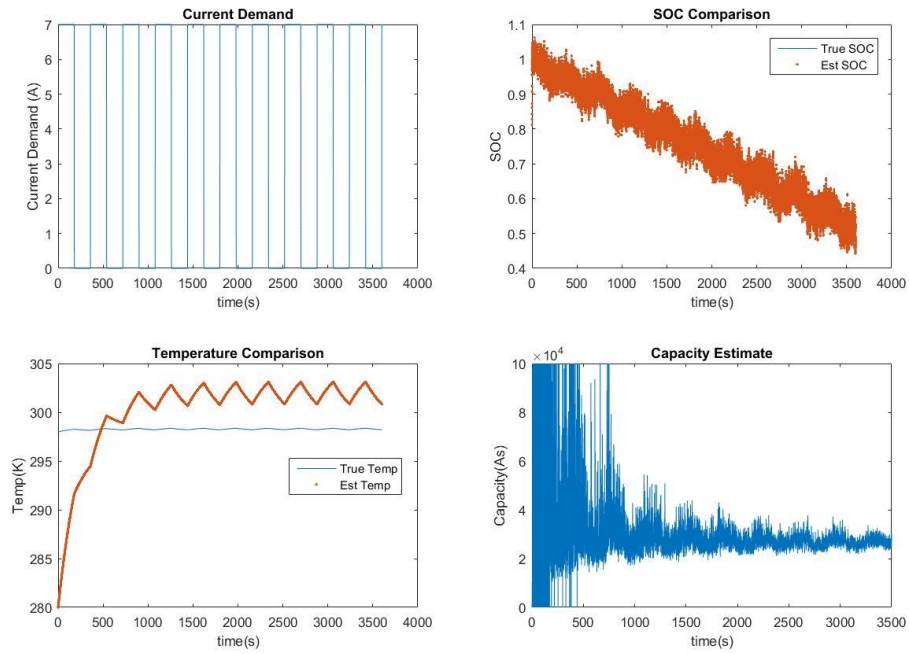 Current Demand
Current Demand (A)
7
6
5
4
3
2
1
0
0 500 1000 1500 2000 2500 3000 3500 4000
time(s)
SOC Comparison
SOC
1.1
1
0.9
0.8
0.7
0.6
0.5
0.4
True SOC
Est SOC
0 500 1000 1500 2000 2500 3000 3500 4000
time(s)
Temperature Comparison
Temp(K)
305
300
295
290
285
280
True Temp
Est Temp
0 500 1000 1500 2000 2500 3000 3500 4000
time(s)
Capacity Estimate
× 10^4
Capacity(As)
10
8
6
4
2
0
0 500 1000 1500 2000 2500 3000 3500
time(s)